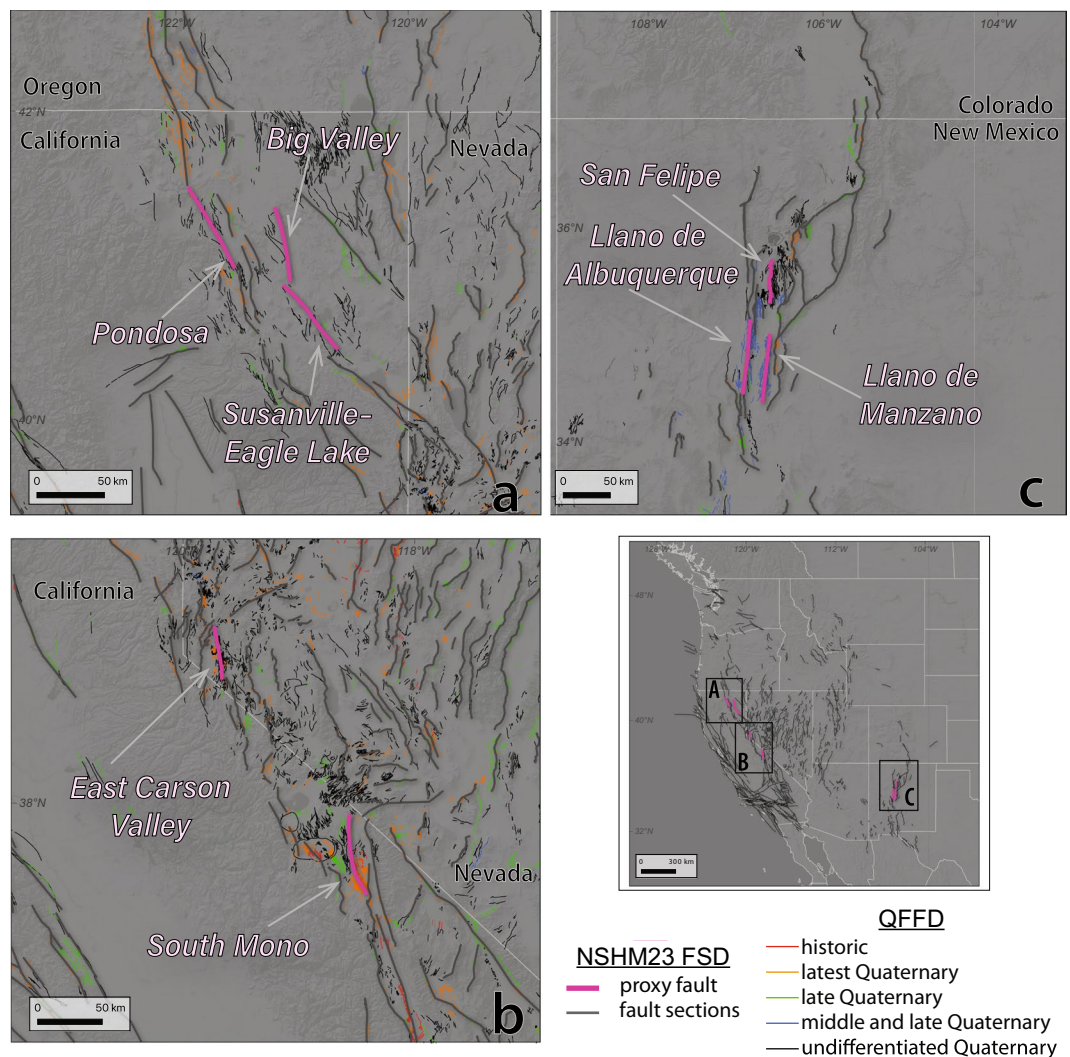 122°W
120°W
Oregon
42°N
California
Big Valley
Nevada
Pondosa
Susanville-
Eagle Lake
40°N
0 50 km
a
108°W
106°W
104°W
Colorado
New Mexico
San Felipe
36°N
Llano de
Albuquerque
Llano de
Manzano
34°N
0 50 km
C
120°
118°W
California
East Carson
Valley
38°N
Nevada
South Mono
0 50 km
b
120°W
112°W
104°W
48°N
A
40°N
B
C
32°N
0 300 km
NSHM23 FSD
proxy fault
fault sections
QFFD
historic
latest Quaternary
late Quaternary
middle and late Quaternary
undifferentiated Quaternary